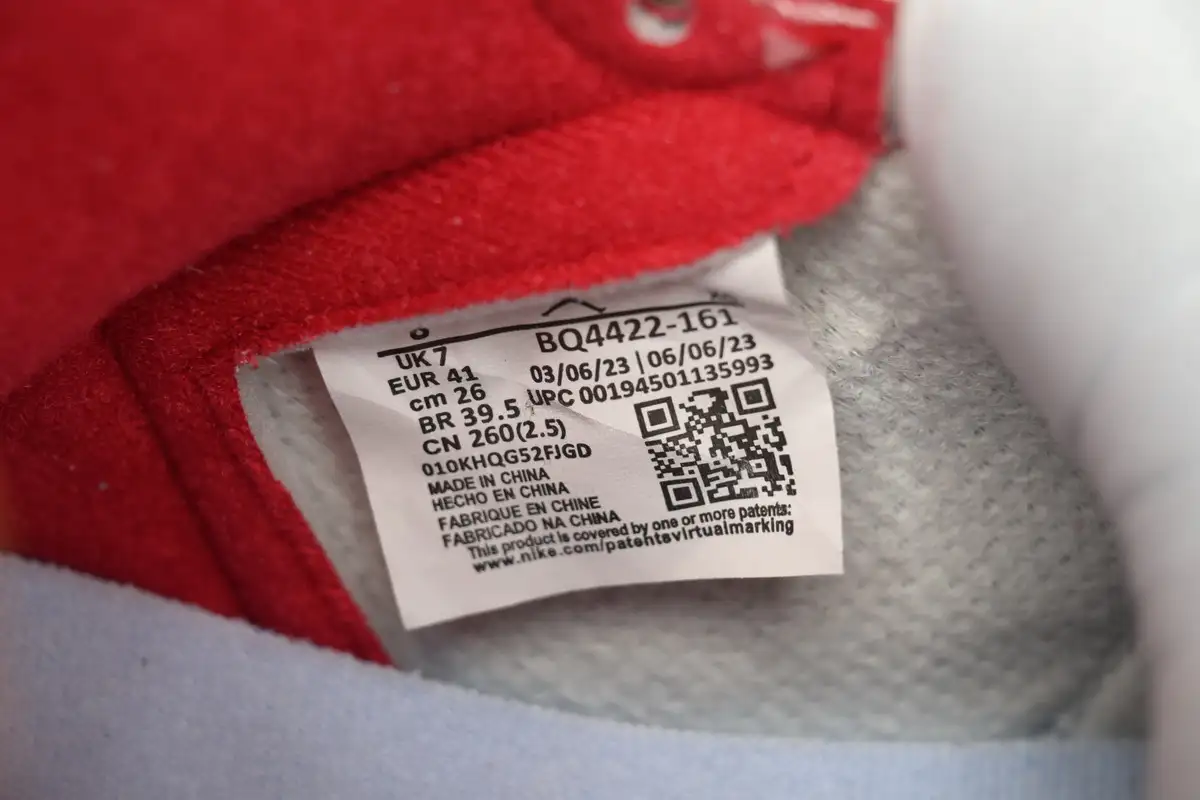 UK 7
EUR 41
cm 26
BR 39.5
CN 260(2.5)
BQ4422-161
03/06/23 | 06/06/23
UPC 00194501135993
010KHQG52FJGD
MADE IN CHINA
HECHO EN CHINA
FABRIQUE EN CHINE
FABRICADO NA CHINA
This product is covered by one or more patents:
www.nike.com/patentsvirtualmarking